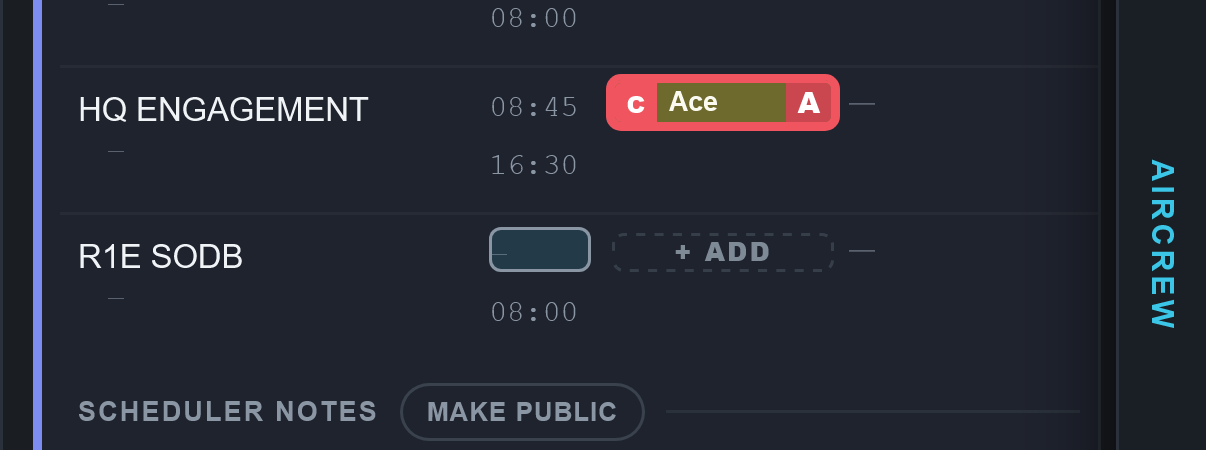 —
08:00
HQ ENGAGEMENT 08:45 c Ace A —
—
16:30
R1E SODB — + ADD —
—
08:00
SCHEDULER NOTES MAKE PUBLIC
AIRCREW